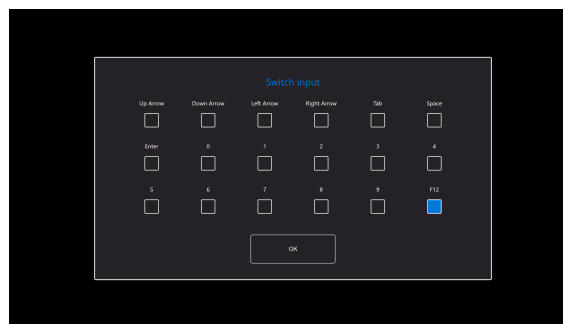 Switch input
Up Arrow Down Arrow Left Arrow Right Arrow Tab Space
Enter 0 1 2 3 4
5 6 7 8 9 F12
OK